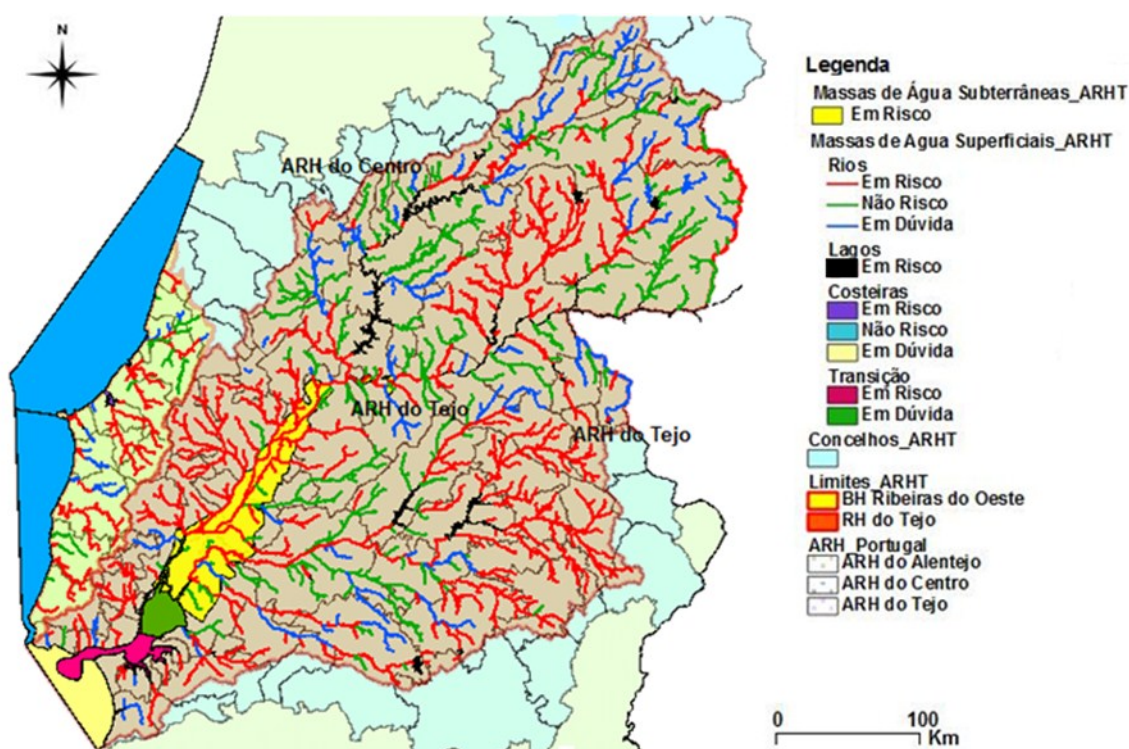 N
ARH do Centro
ARH do Tejo
ARH do Tejo
Legenda
Massas de Água Subterrâneas_ARHT
Em Risco
Massas de Agua Superficiais_ARHT
Rios
Em Risco
Não Risco
Em Dúvida
Lagos
Em Risco
Costeiras
Em Risco
Não Risco
Em Dúvida
Transição
Em Risco
Em Dúvida
Concelhos_ARHT
Limites_ARHT
BH Ribeiras do Oeste
RH do Tejo
ARH_Portugal
ARH do Alentejo
ARH do Centro
ARH do Tejo
0 100
Km